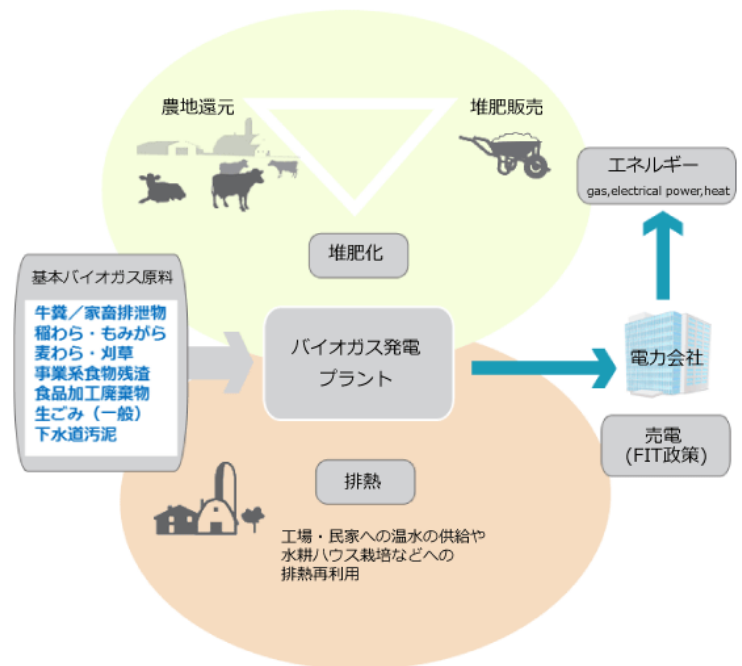 農地還元
堆肥販売
エネルギー
gas,electrical power,heat
堆肥化
基本バイオガス原料
牛糞／家畜排泄物
稲わら・もみがら
麦わら・刈草
事業系食物残渣
食品加工廃棄物
生ごみ（一般）
下水道汚泥
バイオガス発電
プラント
電力会社
売電
(FIT政策)
排熱
工場・民家への温水の供給や
水耕ハウス栽培などへの
排熱再利用